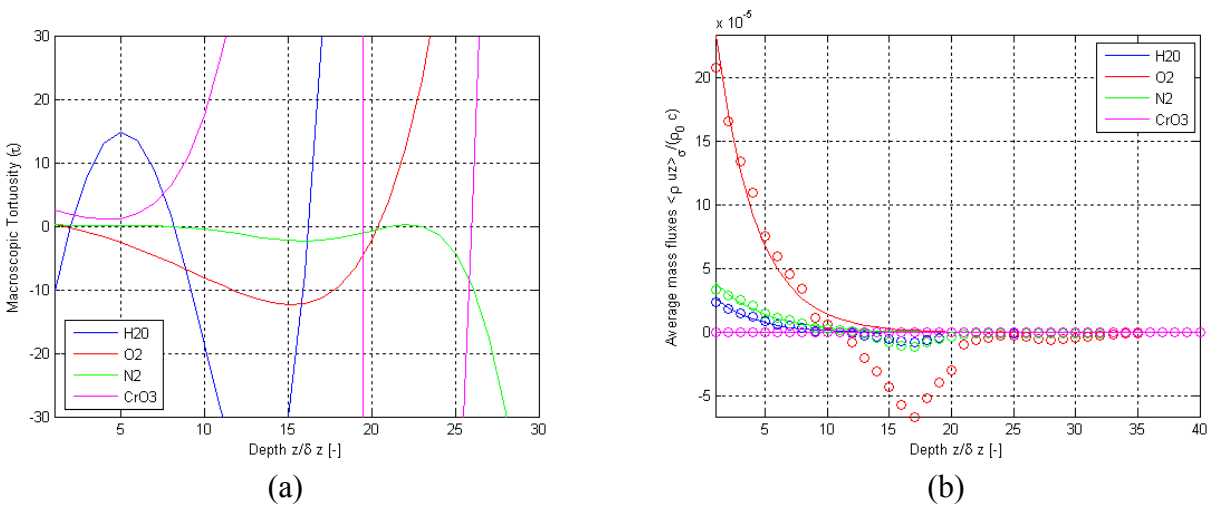 30
20
10
0
-10
-20
-30
5
10
15
20
25
30
Macroscopic Tortuosity (τ)
Depth z/δ z [-]
H20
O2
N2
CrO3
(a)
x 10⁻⁵
20
15
10
5
0
-5
5
10
15
20
25
30
35
40
Average mass fluxes <ρ uz>σ/(ρ0 c)
Depth z/δ z [-]
H20
O2
N2
CrO3
(b)